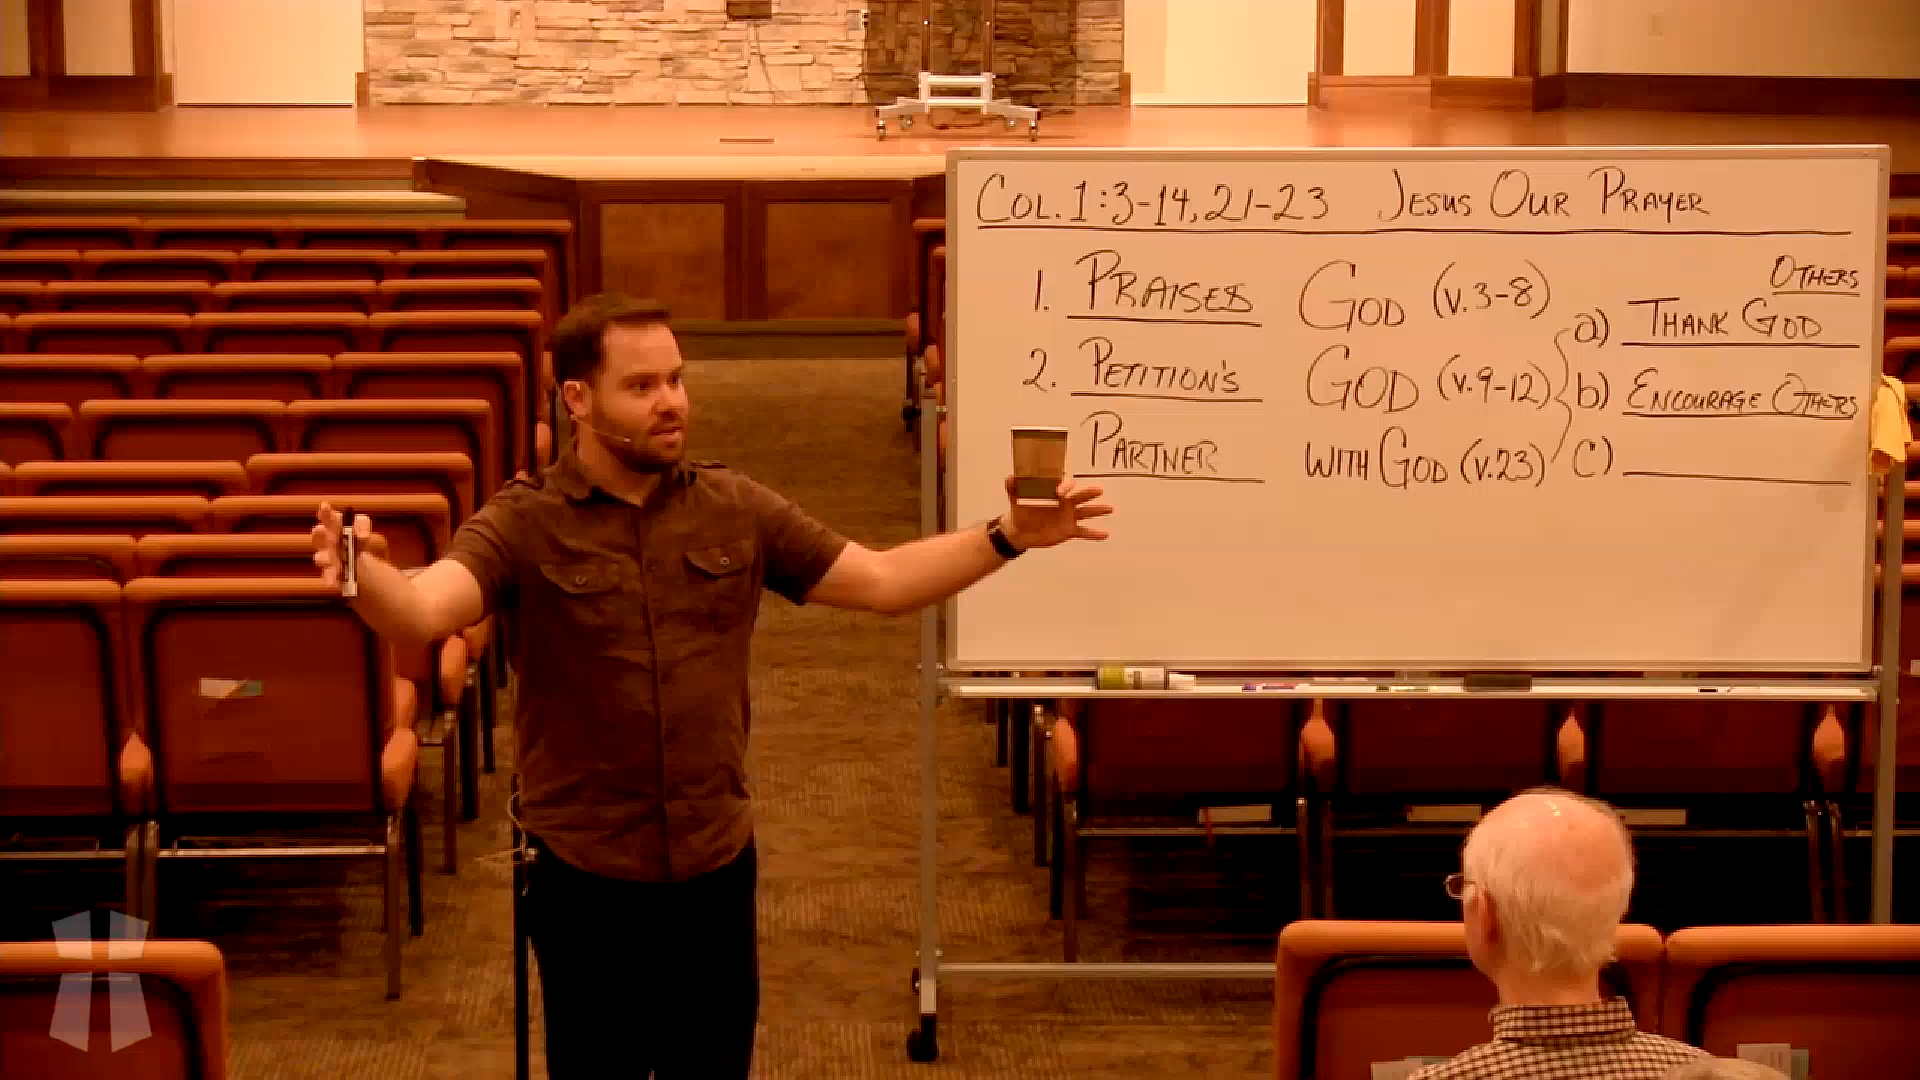 COL. 1:3-14, 21-23 JESUS OUR PRAYER
1. PRAISES GOD (V.3-8)
2. PETITION'S GOD (V.9-12)
PARTNER WITH GOD (V.23)
OTHERS
a) THANK GOD
b) ENCOURAGE OTHERS
c)